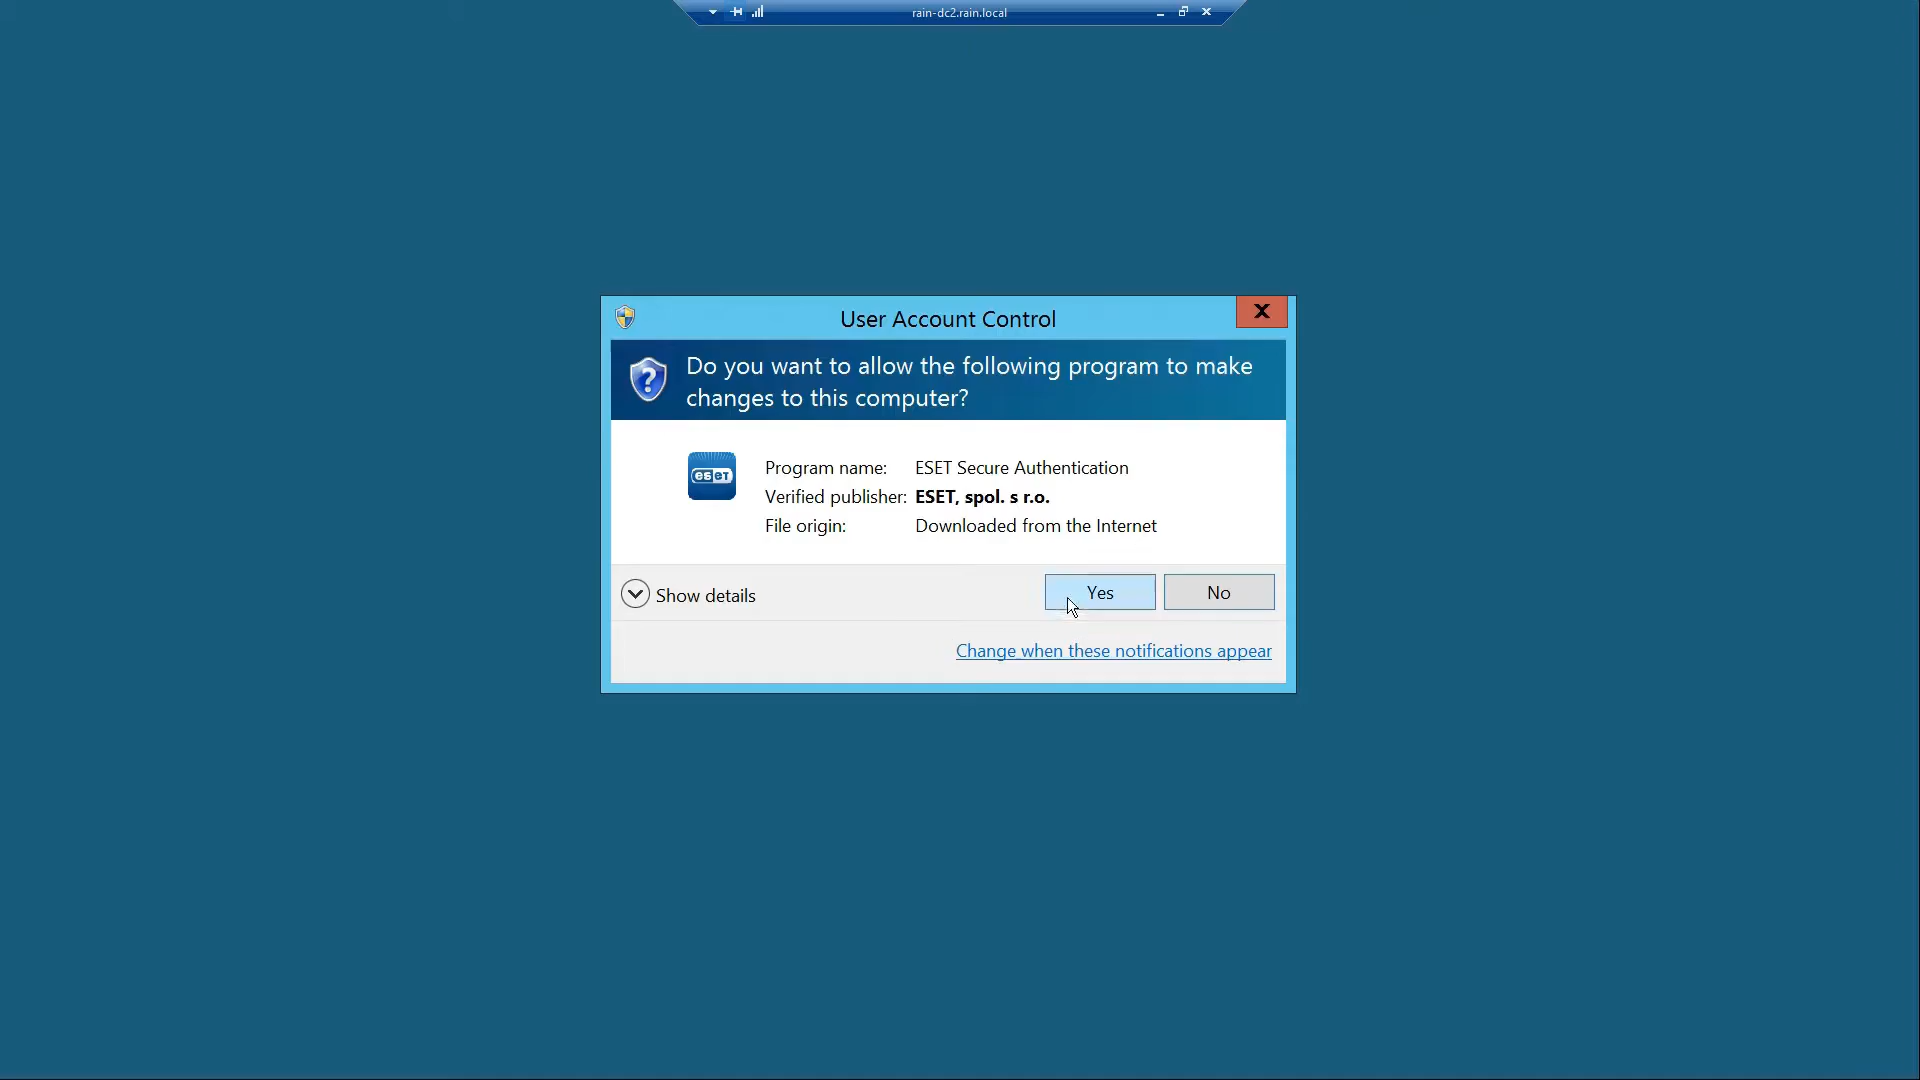 rain-dc2.rain.local
User Account Control
X
Do you want to allow the following program to make
changes to this computer?
eseT
Program name: ESET Secure Authentication
Verified publisher: ESET, spol. s r.o.
File origin: Downloaded from the Internet
Show details
Yes
No
Change when these notifications appear